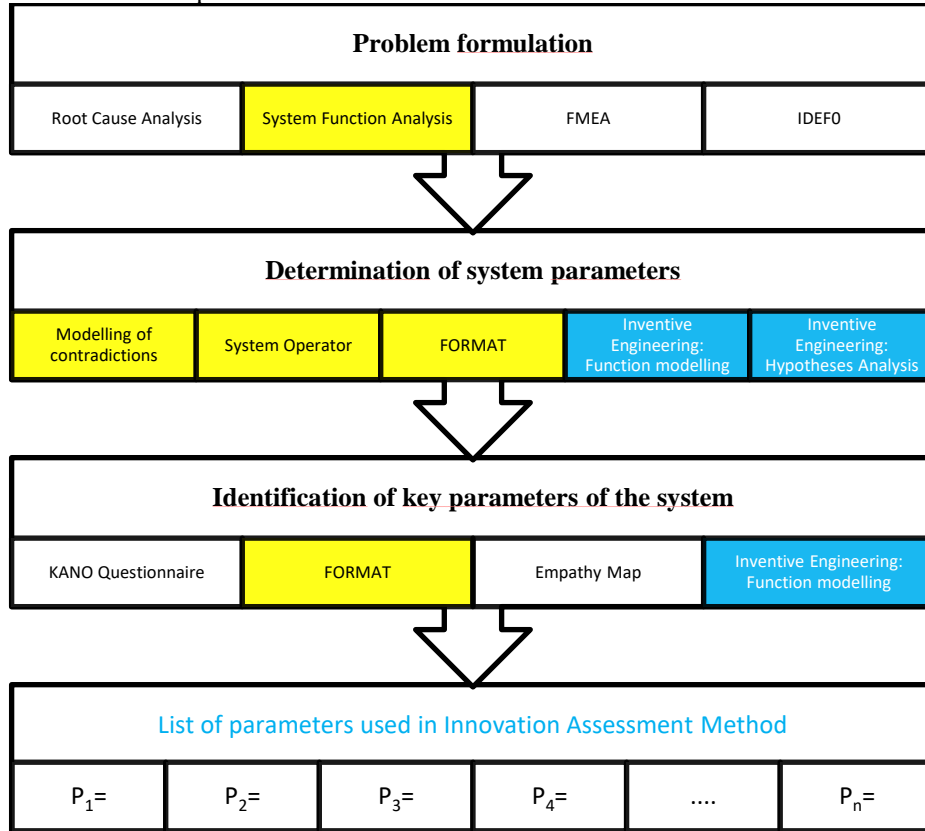 Problem formulation
Root Cause Analysis
System Function Analysis
FMEA
IDEF0
Determination of system parameters
Modelling of
contradictions
System Operator
FORMAT
Inventive
Engineering:
Function modelling
Inventive
Engineering:
Hypotheses Analysis
Identification of key parameters of the system
KANO Questionnaire
FORMAT
Empathy Map
Inventive Engineering:
Function modelling
List of parameters used in Innovation Assessment Method
P₁=
P₂=
P₃=
P₄=
....
Pₙ=